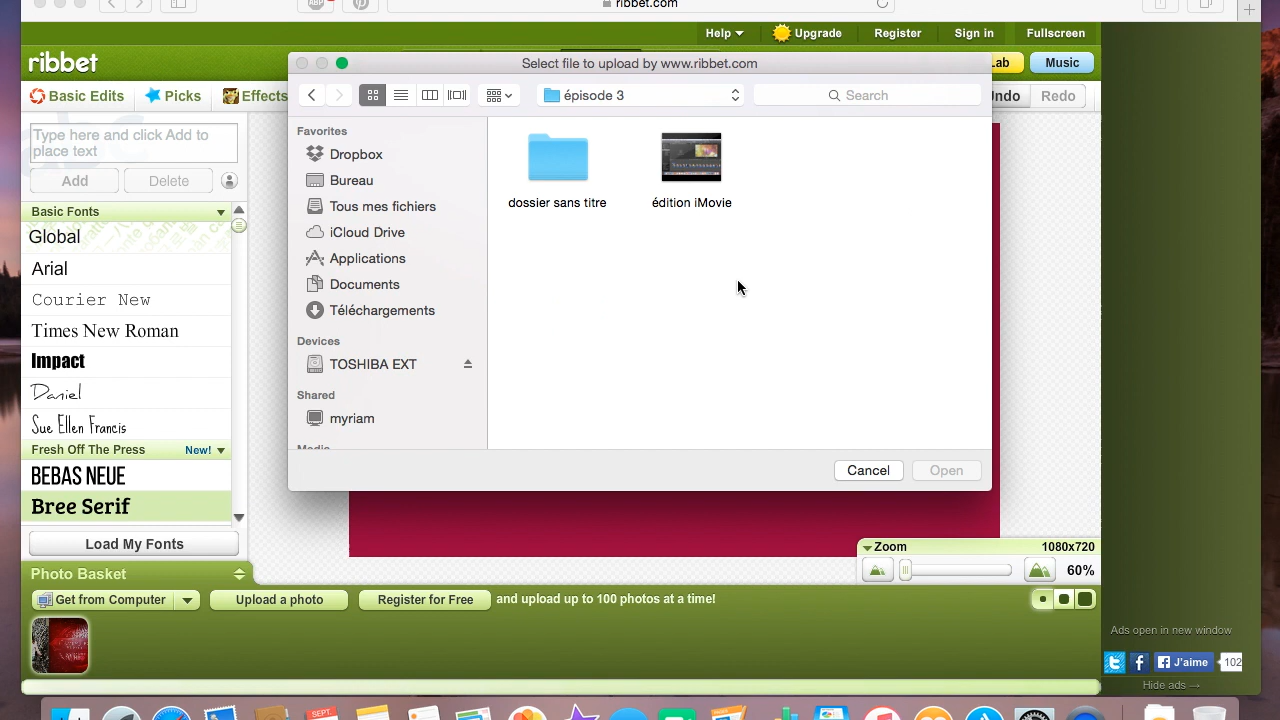 ribbet.com
Help Upgrade Register Sign in Fullscreen
ribbet
Select file to upload by www.ribbet.com
Music
Basic Edits Picks Effects
épisode 3
Search
Redo
Type here and click Add to
place text
Add Delete
Basic Fonts
Global
Arial
Courier New
Times New Roman
Impact
Daniel
Sue Ellen Francis
Fresh Off The Press New!
BEBAS NEUE
Bree Serif
Load My Fonts
Favorites
Dropbox
Bureau
Tous mes fichiers
iCloud Drive
Applications
Documents
Téléchargements
Devices
TOSHIBA EXT
Shared
myriam
dossier sans titre
édition iMovie
Cancel Open
Zoom 1080x720
60%
Photo Basket
Get from Computer Upload a photo Register for Free and upload up to 100 photos at a time!
Ads open in new window
J'aime 102
Hide ads →
SEPT.